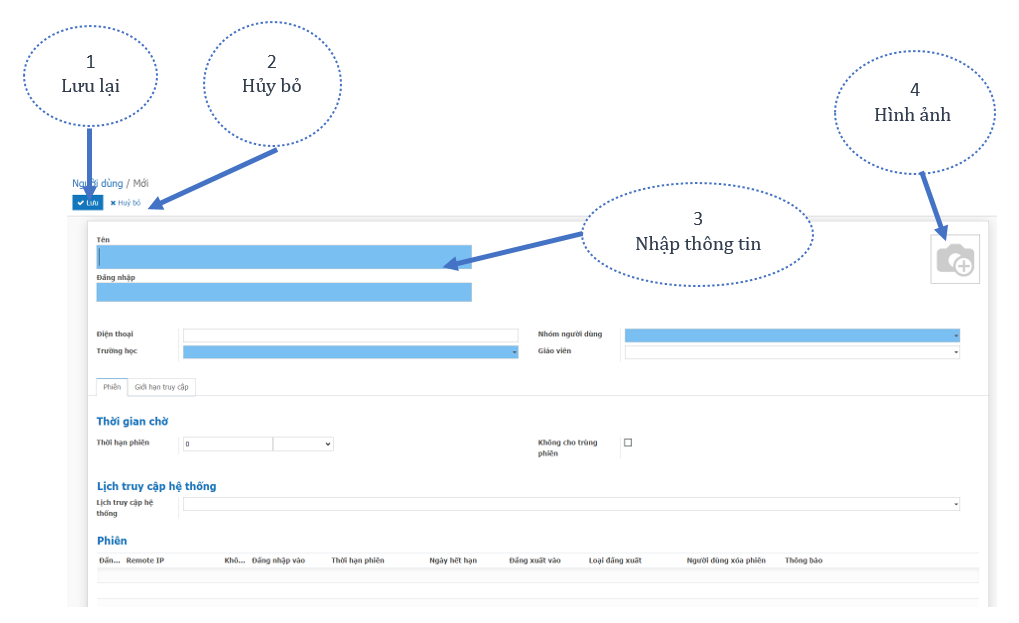 1
Lưu lại
2
Hủy bỏ
4
Hình ảnh
Người dùng / Mới
Lưu
Huỷ bỏ
3
Nhập thông tin
Tên
Đăng nhập
Điện thoại
Nhóm người dùng
Trường học
Giáo viên
Phiên
Giới hạn truy cập
Thời gian chờ
Thời hạn phiên
0
Không cho trùng
phiên
Lịch truy cập hệ thống
Lịch truy cập hệ
thống
Phiên
Đăn... Remote IP Khô... Đăng nhập vào Thời hạn phiên Ngày hết hạn Đăng xuất vào Loại đăng xuất Người dùng xóa phiên Thông báo